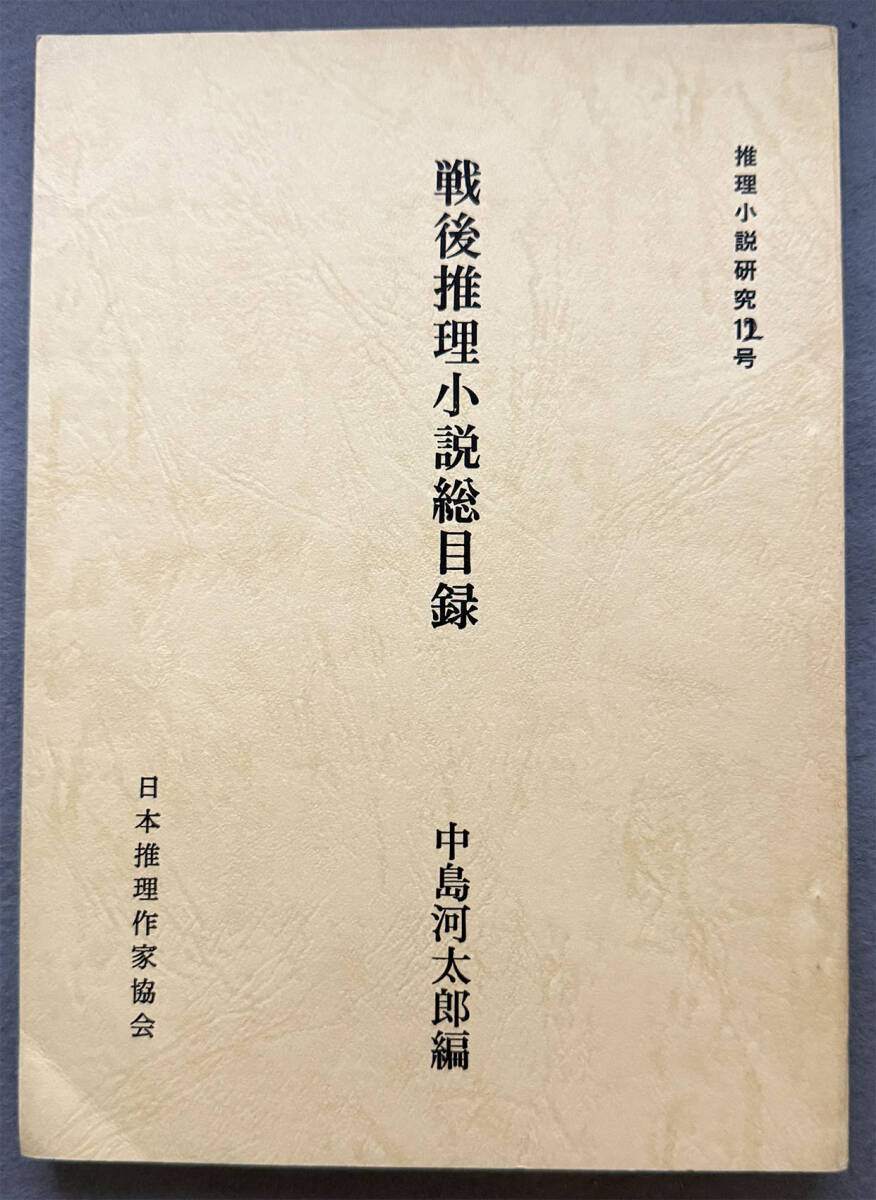 推理小説研究12号
戦後推理小説総目録
中島河太郎編
日本推理作家協会